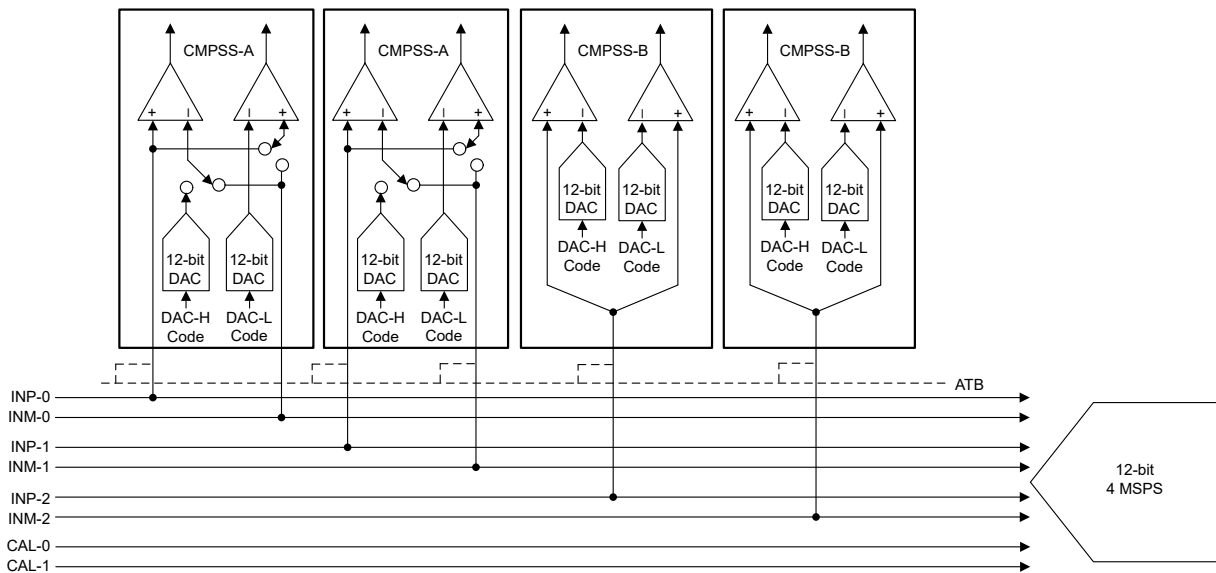 CMPSS-A CMPSS-A CMPSS-B CMPSS-B
+ – – + + – – + + – – + + – – +
12-bit DAC 12-bit DAC 12-bit DAC 12-bit DAC
DAC-H Code DAC-L Code DAC-H Code DAC-L Code
12-bit DAC 12-bit DAC 12-bit DAC 12-bit DAC
DAC-H Code DAC-L Code DAC-H Code DAC-L Code
ATB
INP-0
INM-0
INP-1
INM-1
INP-2
INM-2
CAL-0
CAL-1
12-bit
4 MSPS